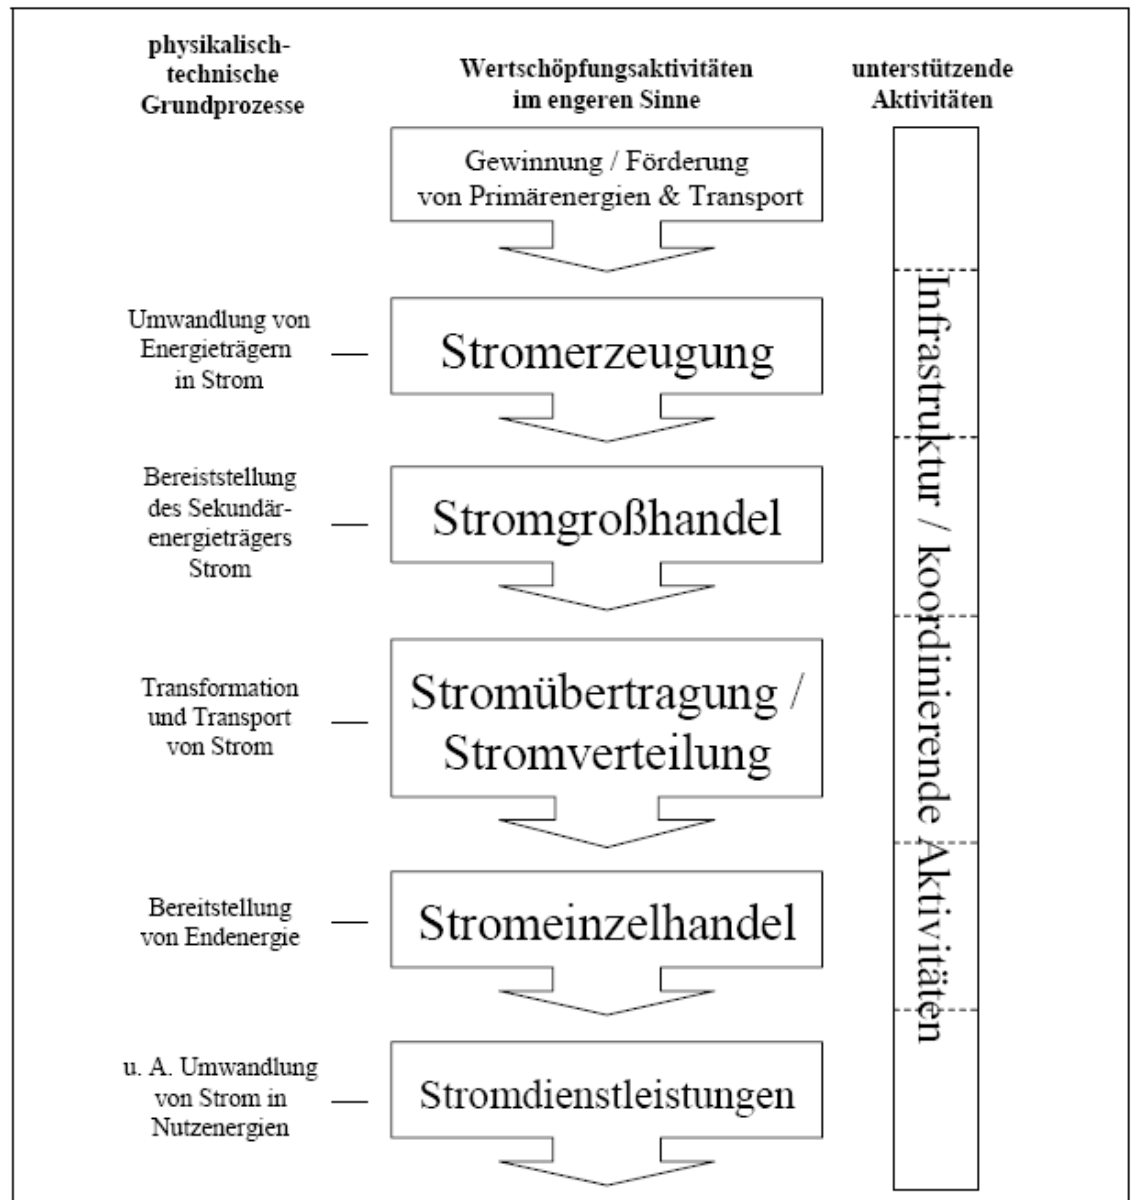 physikalisch-
technische
Grundprozesse
Wertschöpfungsaktivitäten
im engeren Sinne
unterstützende
Aktivitäten
Gewinnung / Förderung
von Primärenergien & Transport
Umwandlung von
Energieträgern
in Strom
Stromerzeugung
Bereiststellung
des Sekundär-
energieträgers
Strom
Stromgroßhandel
Transformation
und Transport
von Strom
Stromübertragung /
Stromverteilung
Bereitstellung
von Endenergie
Stromeinzelhandel
u. A. Umwandlung
von Strom in
Nutzenergien
Stromdienstleistungen
Infrastruktur / koordinierende Aktivitäten